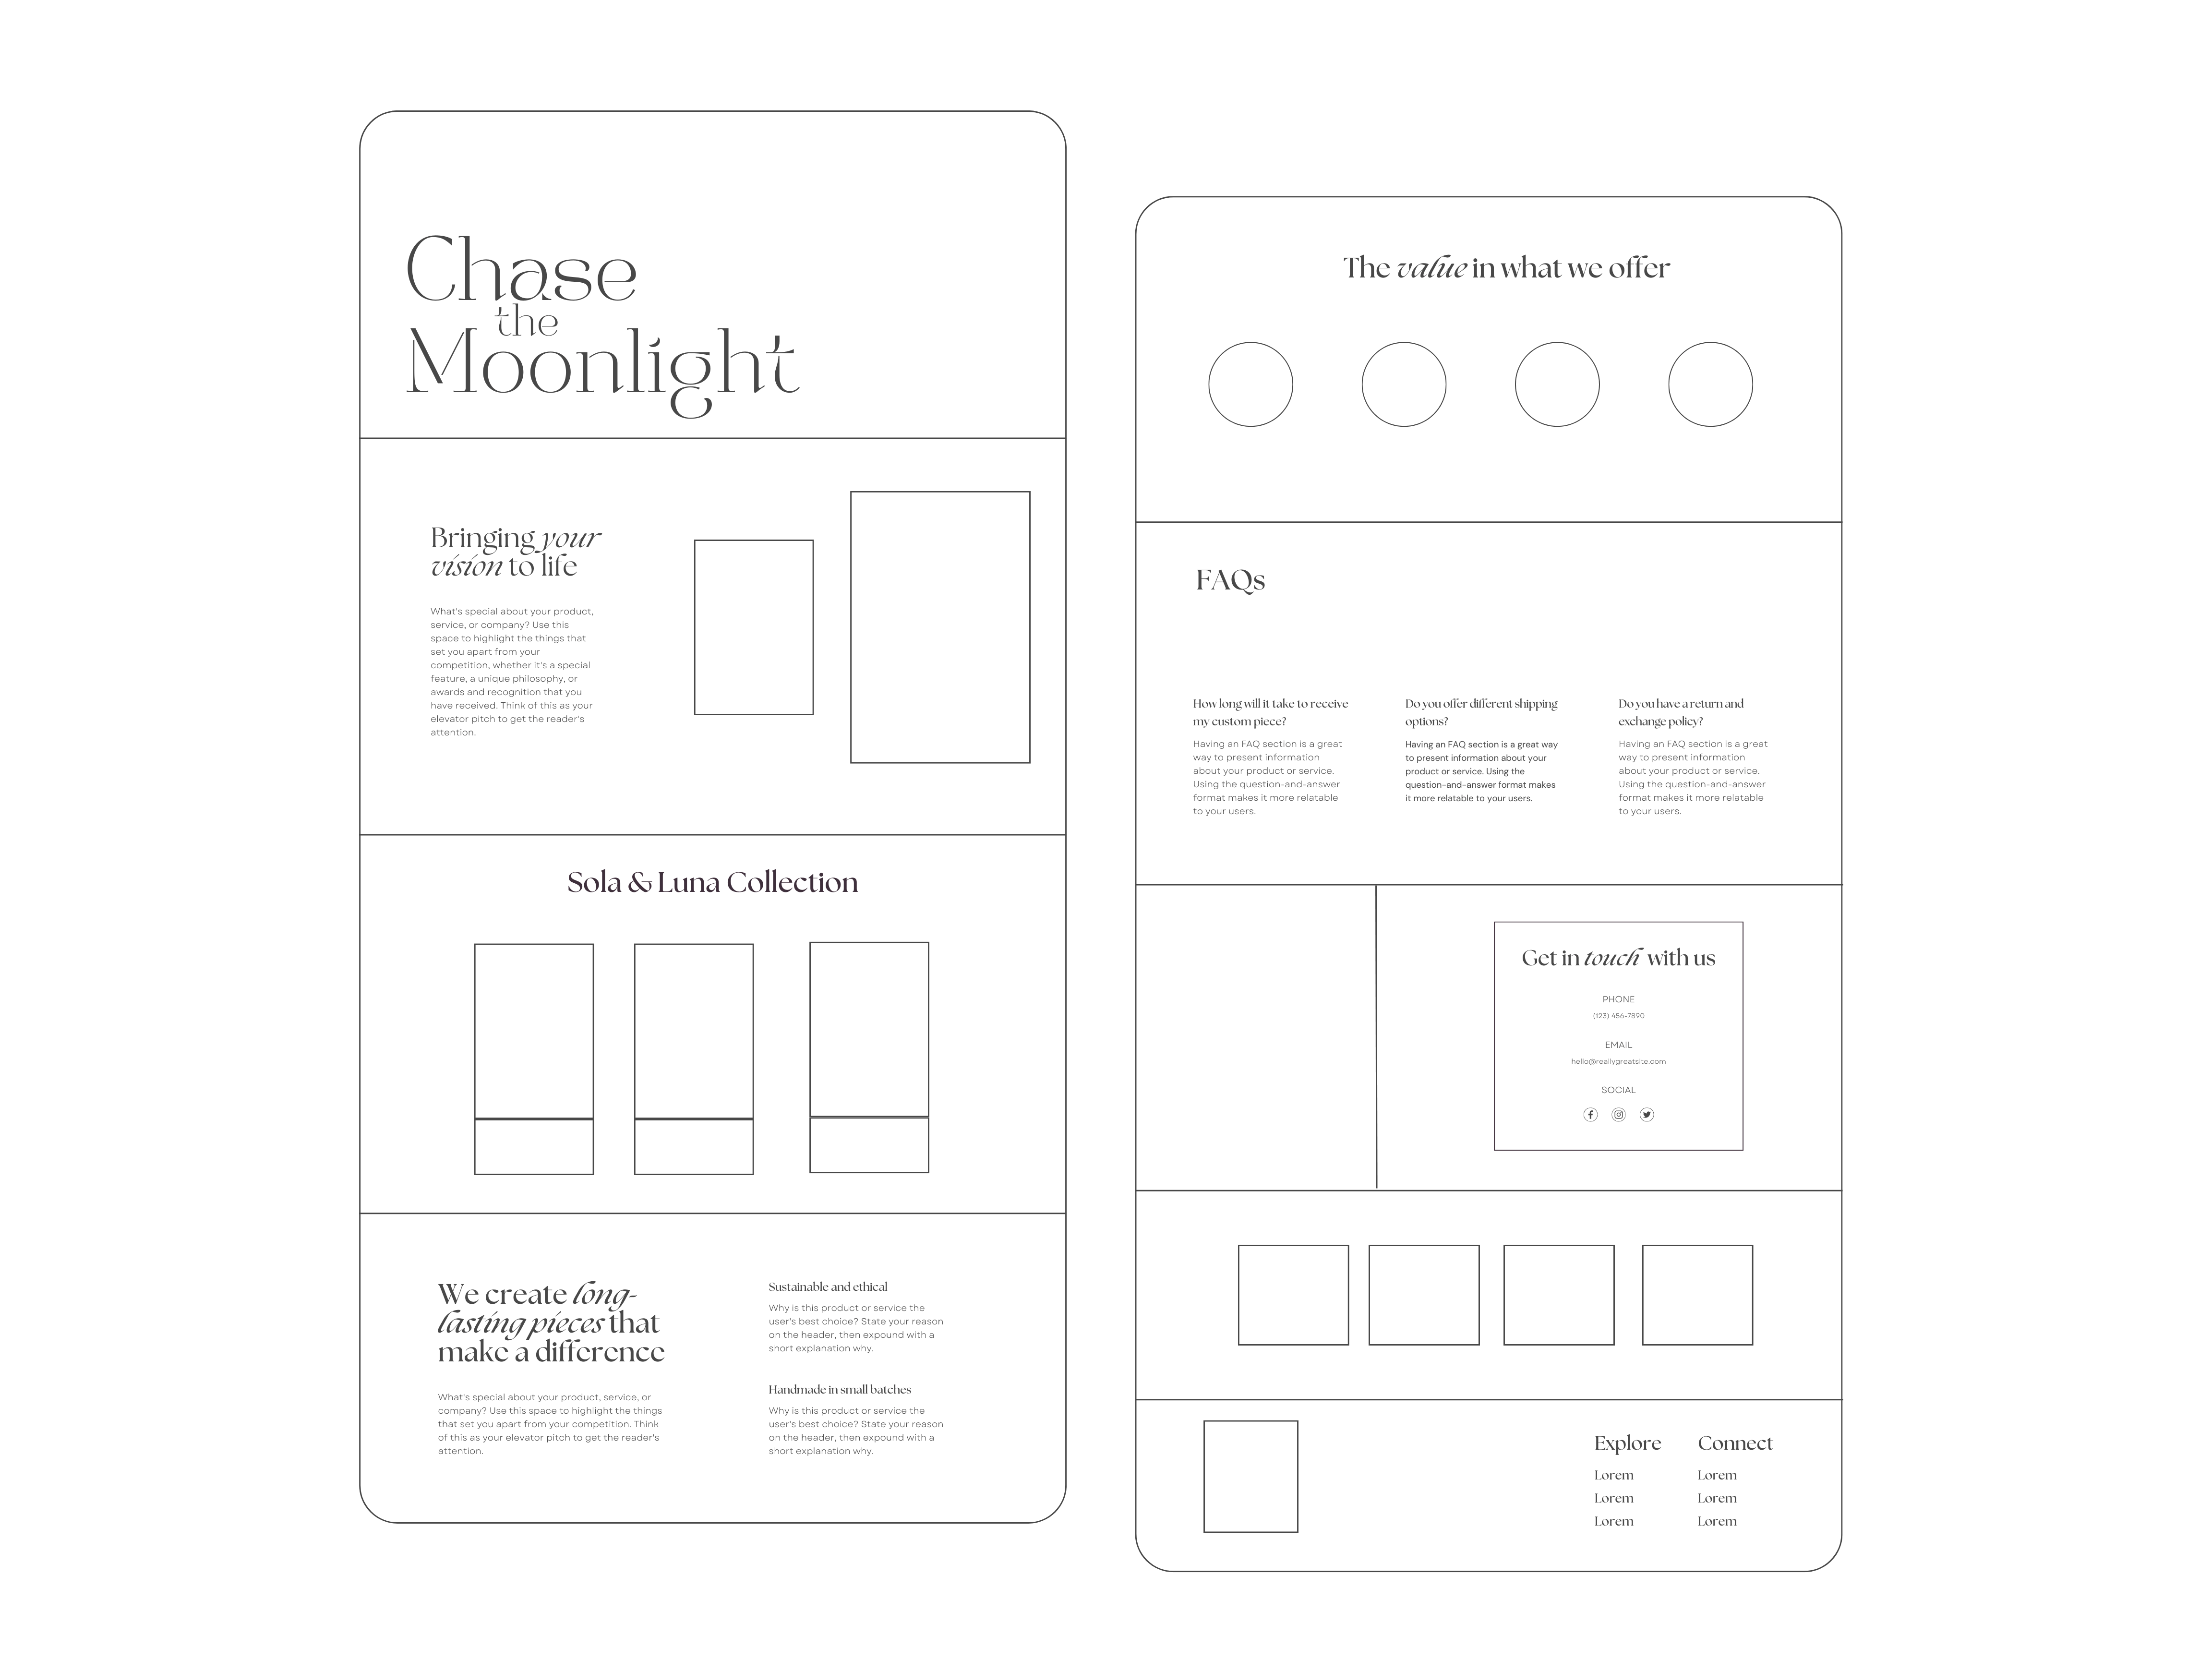 Chase
the
Moonlight
Bringing your
vision to life
What's special about your product,
service, or company? Use this
space to highlight the things that
set you apart from your
competition, whether it's a special
feature, a unique philosophy, or
awards and recognition that you
have received. Think of this as your
elevator pitch to get the reader's
attention.
Sola & Luna Collection
We create long-
lasting pieces that
make a difference
What's special about your product, service, or
company? Use this space to highlight the things
that set you apart from your competition. Think
of this as your elevator pitch to get the reader's
attention.
Sustainable and ethical
Why is this product or service the
user's best choice? State your reason
on the header, then expound with a
short explanation why.
Handmade in small batches
Why is this product or service the
user's best choice? State your reason
on the header, then expound with a
short explanation why.
The value in what we offer
FAQs
How long will it take to receive
my custom piece?
Having an FAQ section is a great
way to present information
about your product or service.
Using the question-and-answer
format makes it more relatable
to your users.
Do you offer different shipping
options?
Having an FAQ section is a great way
to present information about your
product or service. Using the
question-and-answer format makes
it more relatable to your users.
Do you have a return and
exchange policy?
Having an FAQ section is a great
way to present information
about your product or service.
Using the question-and-answer
format makes it more relatable
to your users.
Get in touch with us
PHONE
(123) 456-7890
EMAIL
hello@reallygreatsite.com
SOCIAL
Explore
Lorem
Lorem
Lorem
Connect
Lorem
Lorem
Lorem